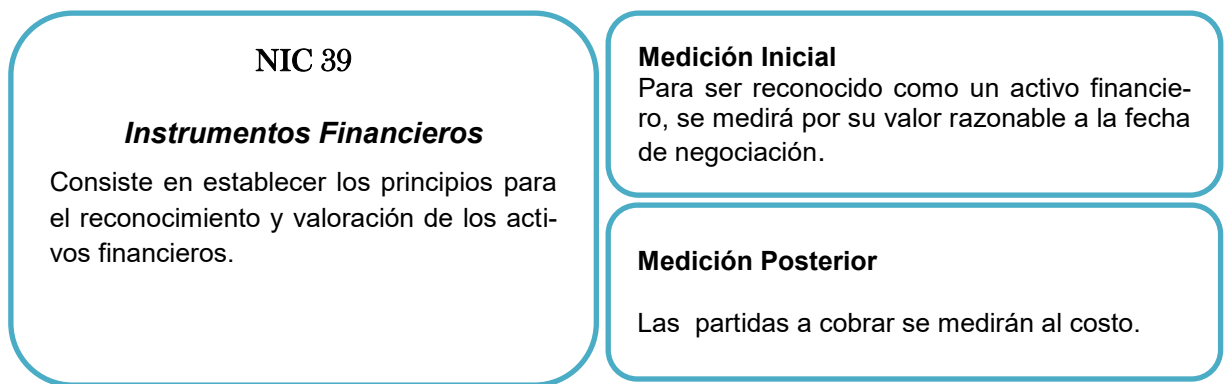 NIC 39
Instrumentos Financieros
Consiste en establecer los principios para
el reconocimiento y valoración de los acti-
vos financieros.
Medición Inicial
Para ser reconocido como un activo financie-
ro, se medirá por su valor razonable a la fecha
de negociación.
Medición Posterior
Las partidas a cobrar se medirán al costo.